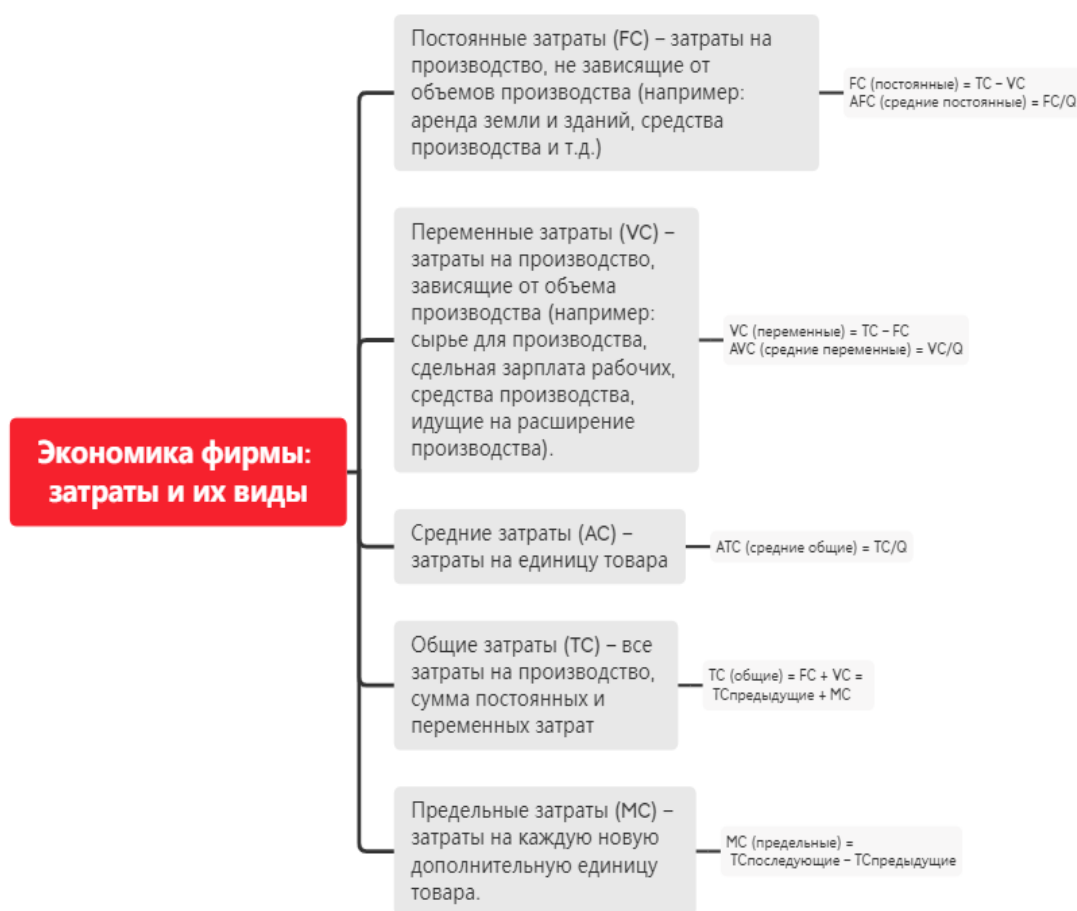 Постоянные затраты (FC) – затраты на
производство, не зависящие от
объемов производства (например:
аренда земли и зданий, средства
производства и т.д.)
FC (постоянные) = TC – VC
AFC (средние постоянные) = FC/Q
Переменные затраты (VC) –
затраты на производство,
зависящие от объема
производства (например:
сырье для производства,
сдельная зарплата рабочих,
средства производства,
идущие на расширение
производства).
VC (переменные) = TC – FC
AVC (средние переменные) = VC/Q
Экономика фирмы:
затраты и их виды
Средние затраты (AC) –
затраты на единицу товара
ATC (средние общие) = TC/Q
Общие затраты (TC) – все
затраты на производство,
сумма постоянных и
переменных затрат
TC (общие) = FC + VC =
TCпредыдущие + MC
Предельные затраты (MC) –
затраты на каждую новую
дополнительную единицу
товара.
MC (предельные) =
TCпоследующие – TCпредыдущие